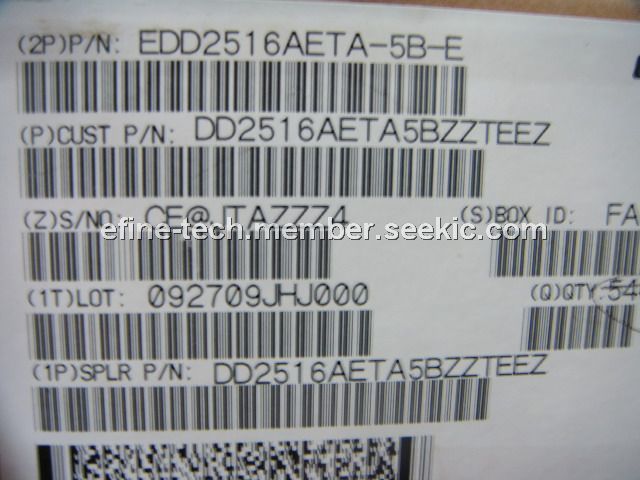 (2P)P/N: EDD2516AETA-5B-E
(P)CUST P/N: DD2516AETA5BZZTEEZ
(Z)S/NO: CE@JTAZZZ4 (S)BOX ID: FA
efine-tech.member.seekic.com
(1T)LOT: 092709JHJ000 (Q)QTY: 54
(1P)SPLR P/N: DD2516AETA5BZZTEEZ